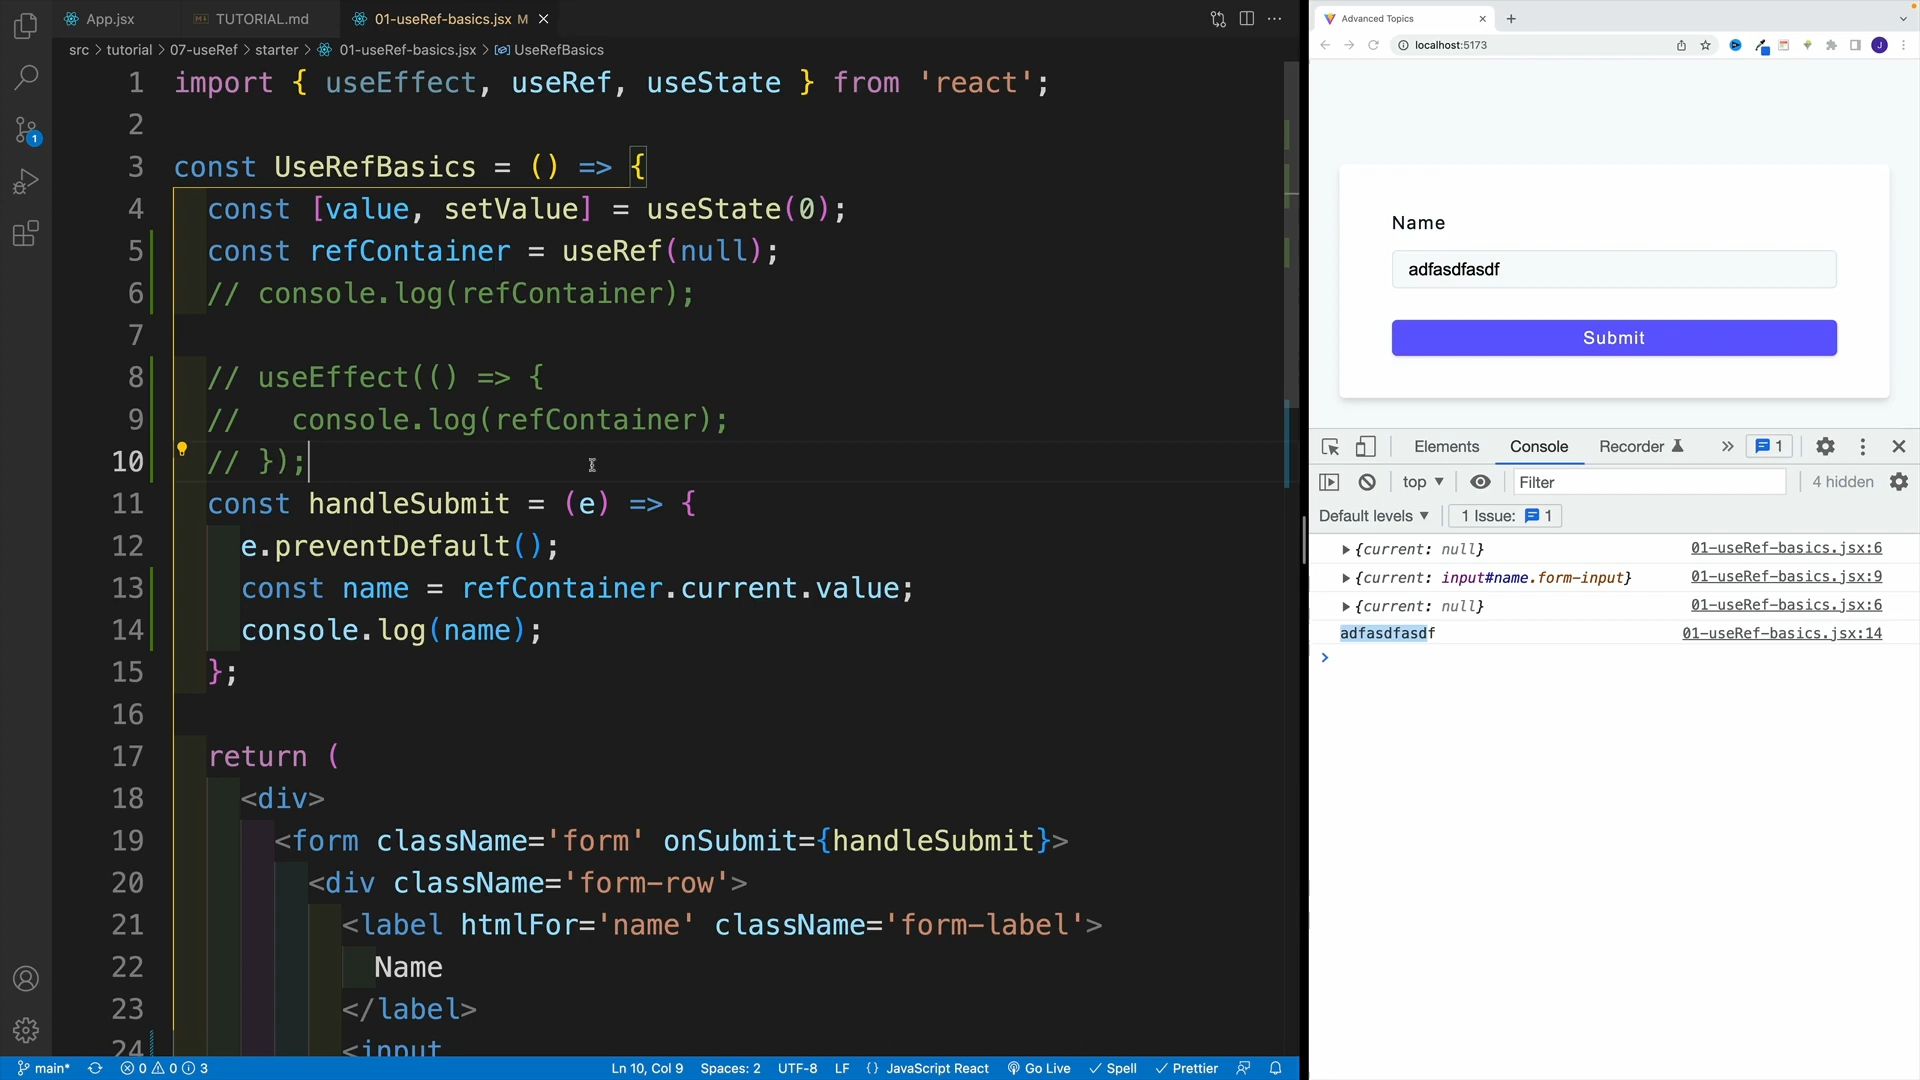 App.jsx
TUTORIAL.md
01-useRef-basics.jsx M
src > tutorial > 07-useRef > starter > 01-useRef-basics.jsx > UseRefBasics
1 import { useEffect, useRef, useState } from 'react';
2
3 const UseRefBasics = () => {
4 const [value, setValue] = useState(0);
5 const refContainer = useRef(null);
6 // console.log(refContainer);
7
8 // useEffect(() => {
9 // console.log(refContainer);
10 // });
11 const handleSubmit = (e) => {
12 e.preventDefault();
13 const name = refContainer.current.value;
14 console.log(name);
15 };
16
17 return (
18 <div>
19 <form className='form' onSubmit={handleSubmit}>
20 <div className='form-row'>
21 <label htmlFor='name' className='form-label'>
22 Name
23 </label>
24 <input
1
main* 0 0 3
Ln 10, Col 9 Spaces: 2 UTF-8 LF {} JavaScript React Go Live Spell Prettier
Advanced Topics
localhost:5173
J
Name
adfasdfasdf
Submit
Elements Console Recorder 1
top Filter 4 hidden
Default levels 1 Issue: 1
{current: null} 01-useRef-basics.jsx:6
{current: input#name.form-input} 01-useRef-basics.jsx:9
{current: null} 01-useRef-basics.jsx:6
adfasdfasdf 01-useRef-basics.jsx:14